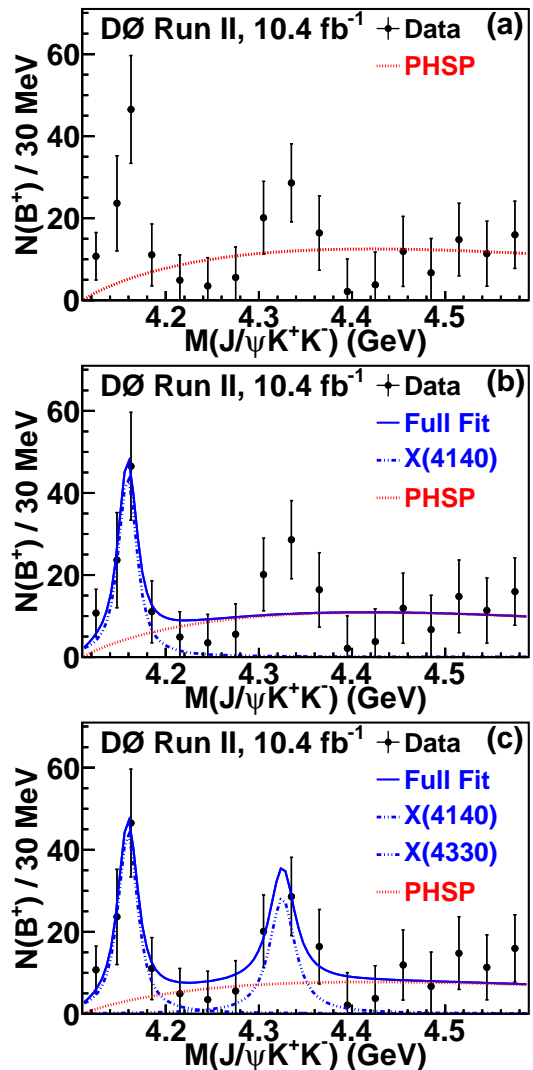 DØ Run II, 10.4 fb⁻¹
Data
(a)
PHSP
60
40
20
0
N(B⁺) / 30 MeV
4.2 4.3 4.4 4.5
M(J/ψK⁺K⁻) (GeV)
DØ Run II, 10.4 fb⁻¹
Data
(b)
Full Fit
X(4140)
PHSP
60
40
20
0
N(B⁺) / 30 MeV
4.2 4.3 4.4 4.5
M(J/ψK⁺K⁻) (GeV)
DØ Run II, 10.4 fb⁻¹
Data
(c)
Full Fit
X(4140)
X(4330)
PHSP
60
40
20
0
N(B⁺) / 30 MeV
4.2 4.3 4.4 4.5
M(J/ψK⁺K⁻) (GeV)